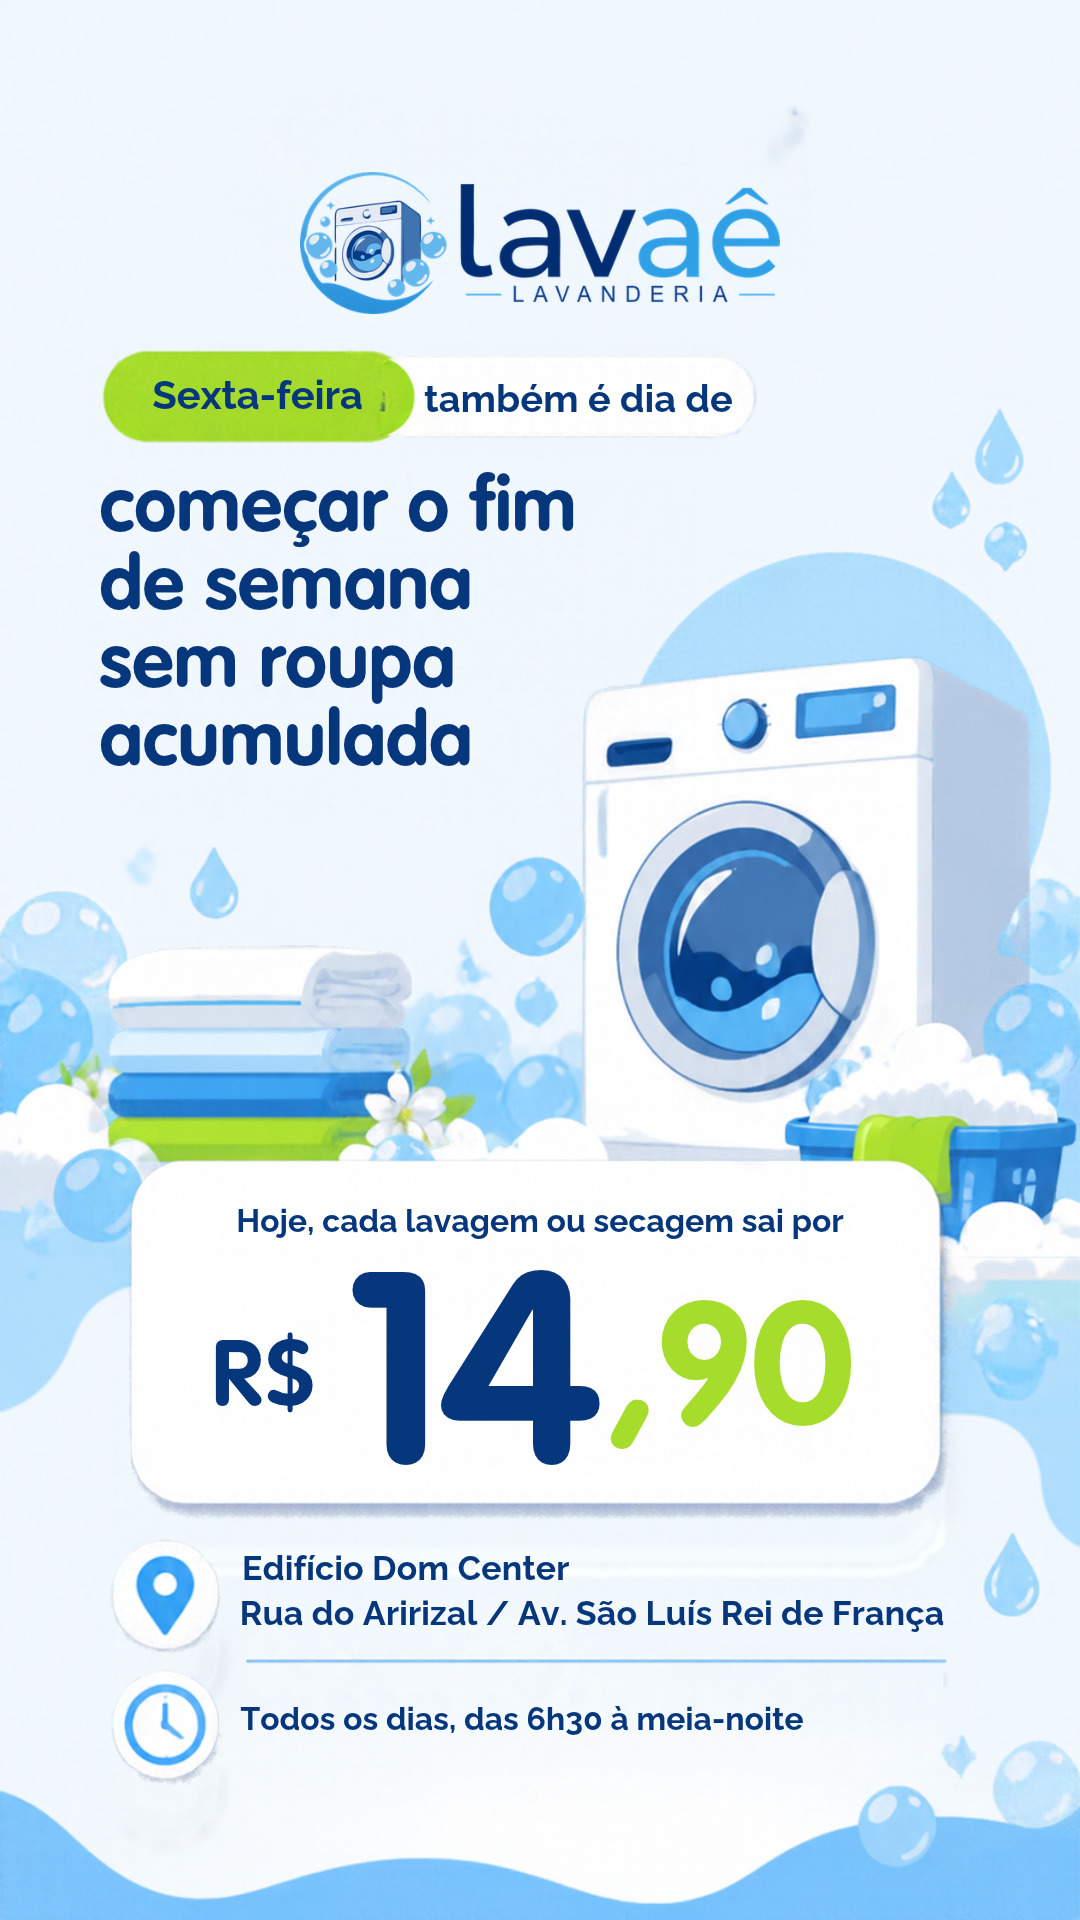 lavaê
LAVANDERIA
Sexta-feira também é dia de
começar o fim
de semana
sem roupa
acumulada
Hoje, cada lavagem ou secagem sai por
R$ 14,90
Edifício Dom Center
Rua do Aririzal / Av. São Luís Rei de França
Todos os dias, das 6h30 à meia-noite